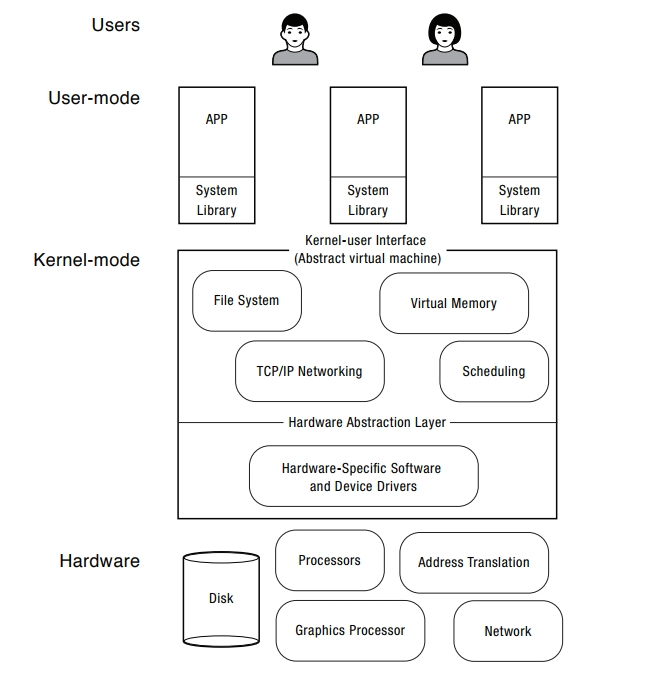 Users
User-mode
APP
APP
APP
System
Library
System
Library
System
Library
Kernel-mode
Kernel-user Interface
(Abstract virtual machine)
File System
Virtual Memory
TCP/IP Networking
Scheduling
Hardware Abstraction Layer
Hardware-Specific Software
and Device Drivers
Hardware
Disk
Processors
Address Translation
Graphics Processor
Network